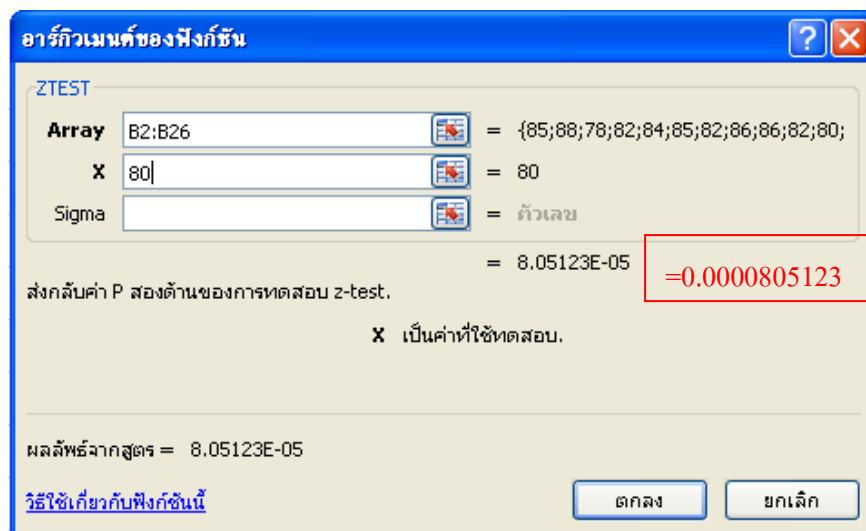 อาร์กิวเมนต์ของฟังก์ชัน
ZTEST
Array B2:B26 = {85;88;78;82;84;85;82;86;86;82;80;
X 80 = 80
Sigma = ตัวเลข
= 8.05123E-05
=0.0000805123
ส่งกลับค่า P สองด้านของการทดสอบ z-test.
X เป็นค่าที่ใช้ทดสอบ.
ผลลัพธ์จากสูตร = 8.05123E-05
วิธีใช้เกี่ยวกับฟังก์ชันนี้
ตกลง
ยกเลิก